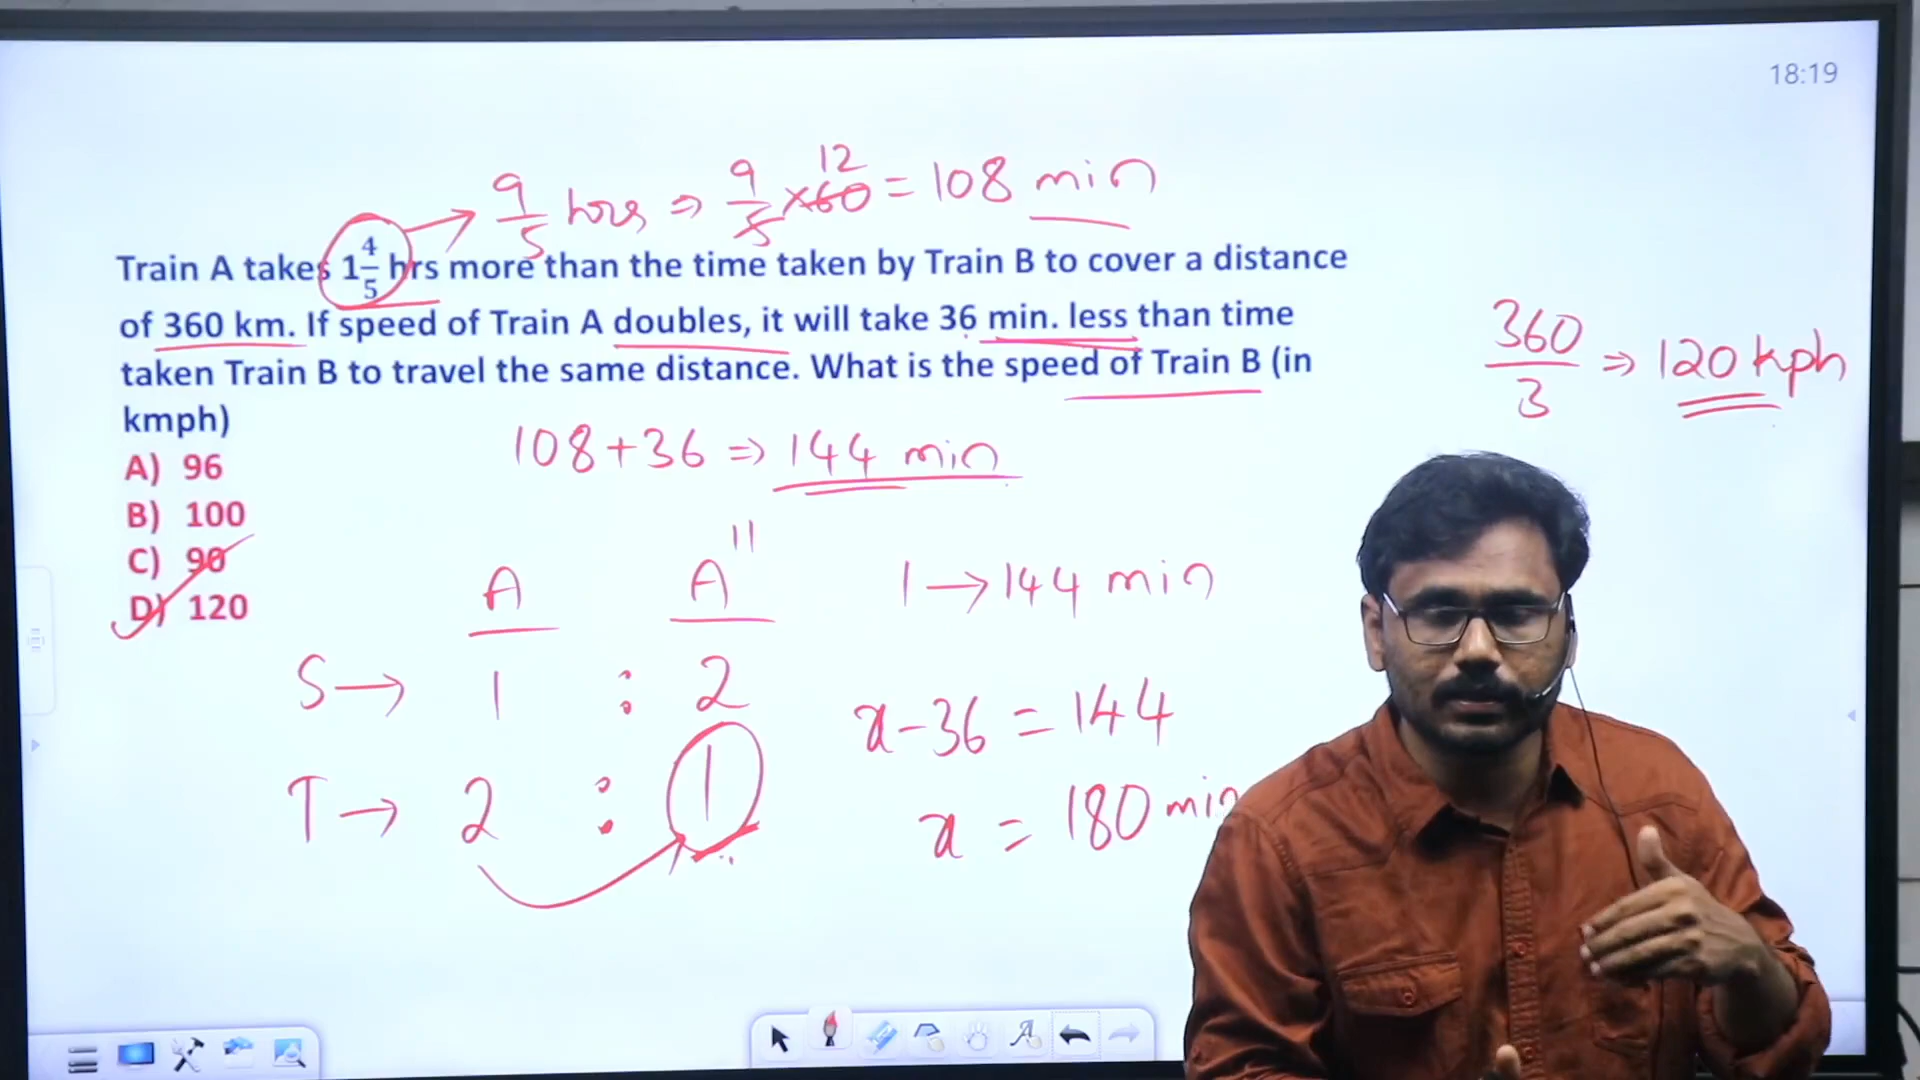 18:19
9/5 hrs ⇒ 9/5 × 60 12 = 108 min
Train A takes 1 4/5 hrs more than the time taken by Train B to cover a distance
of 360 km. If speed of Train A doubles, it will take 36 min. less than time
taken Train B to travel the same distance. What is the speed of Train B (in
kmph)
360/3 ⇒ 120 kph
108+36 ⇒ 144 min
A) 96
B) 100
C) 90
D) 120
A A"
S → 1 : 2
T → 2 : 1
1 → 144 min
x-36 = 144
x = 180 min